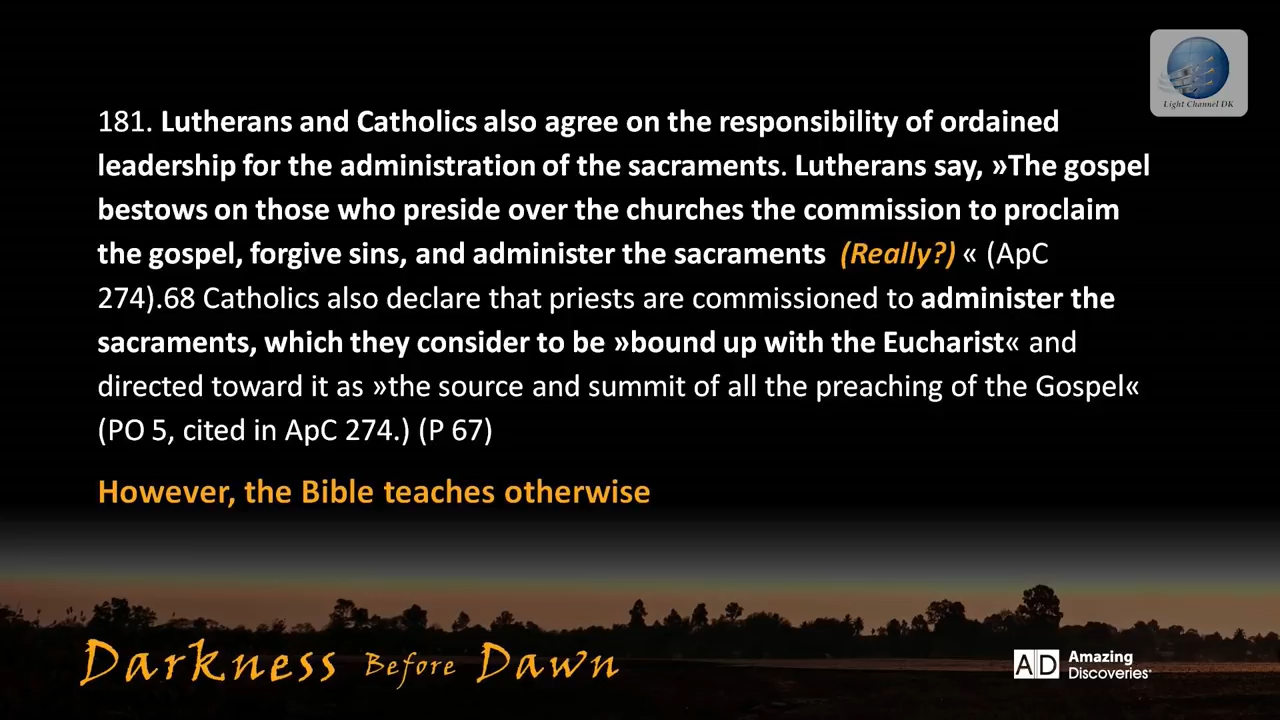 Light Channel DK
181. Lutherans and Catholics also agree on the responsibility of ordained
leadership for the administration of the sacraments. Lutherans say, »The gospel
bestows on those who preside over the churches the commission to proclaim
the gospel, forgive sins, and administer the sacraments (Really?) « (ApC
274).68 Catholics also declare that priests are commissioned to administer the
sacraments, which they consider to be »bound up with the Eucharist« and
directed toward it as »the source and summit of all the preaching of the Gospel«
(PO 5, cited in ApC 274.) (P 67)
However, the Bible teaches otherwise
Darkness Before Dawn
AD Amazing
Discoveries